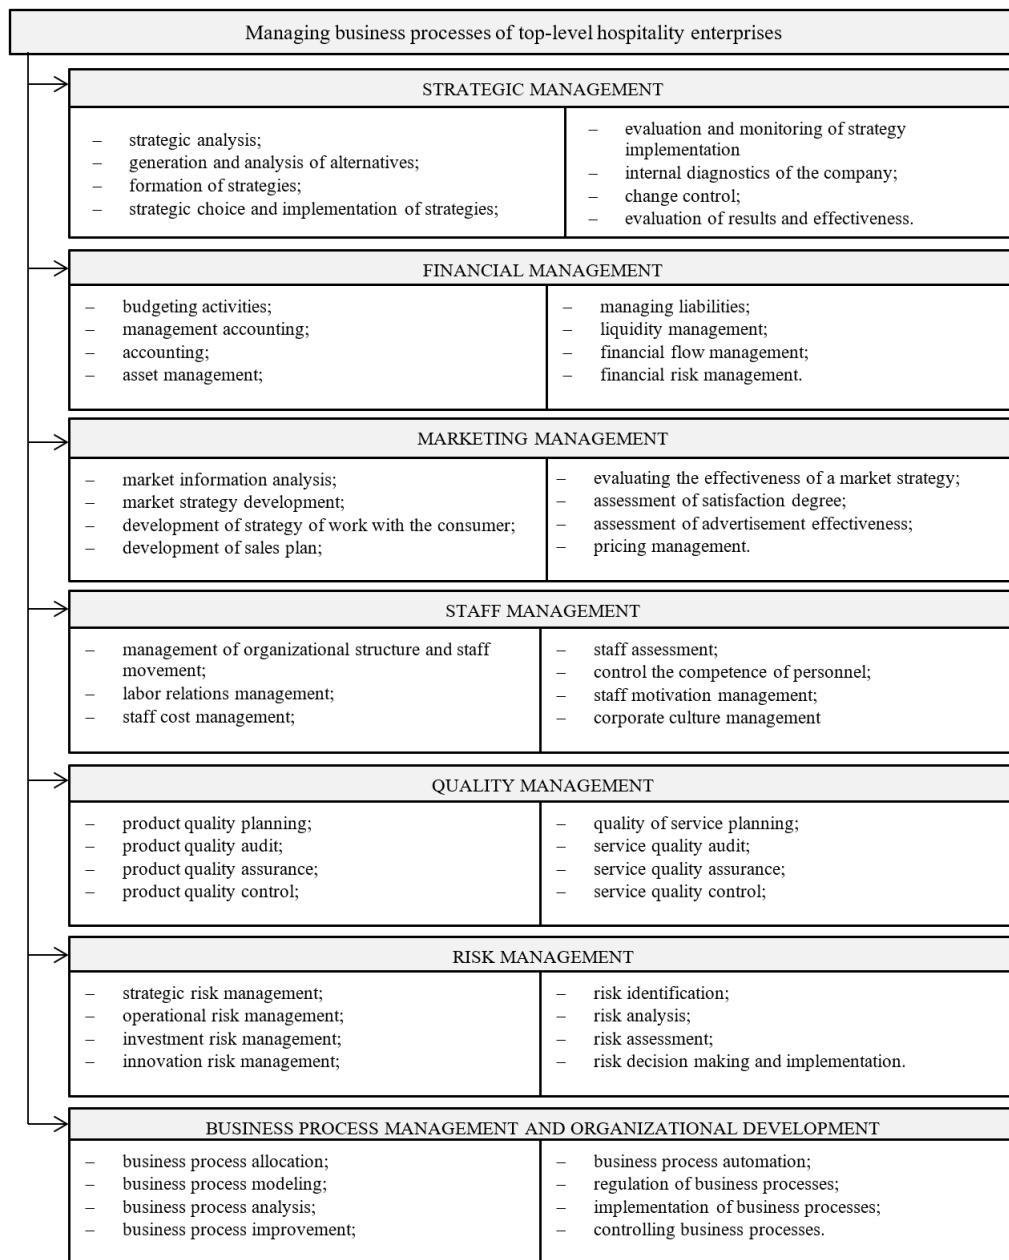 Managing business processes of top-level hospitality enterprises
STRATEGIC MANAGEMENT
– strategic analysis;
– generation and analysis of alternatives;
– formation of strategies;
– strategic choice and implementation of strategies;
– evaluation and monitoring of strategy
implementation
– internal diagnostics of the company;
– change control;
– evaluation of results and effectiveness.
FINANCIAL MANAGEMENT
– budgeting activities;
– management accounting;
– accounting;
– asset management;
– managing liabilities;
– liquidity management;
– financial flow management;
– financial risk management.
MARKETING MANAGEMENT
– market information analysis;
– market strategy development;
– development of strategy of work with the consumer;
– development of sales plan;
– evaluating the effectiveness of a market strategy;
– assessment of satisfaction degree;
– assessment of advertisement effectiveness;
– pricing management.
STAFF MANAGEMENT
– management of organizational structure and staff
movement;
– labor relations management;
– staff cost management;
– staff assessment;
– control the competence of personnel;
– staff motivation management;
– corporate culture management
QUALITY MANAGEMENT
– product quality planning;
– product quality audit;
– product quality assurance;
– product quality control;
– quality of service planning;
– service quality audit;
– service quality assurance;
– service quality control;
RISK MANAGEMENT
– strategic risk management;
– operational risk management;
– investment risk management;
– innovation risk management;
– risk identification;
– risk analysis;
– risk assessment;
– risk decision making and implementation.
BUSINESS PROCESS MANAGEMENT AND ORGANIZATIONAL DEVELOPMENT
– business process allocation;
– business process modeling;
– business process analysis;
– business process improvement;
– business process automation;
– regulation of business processes;
– implementation of business processes;
– controlling business processes.